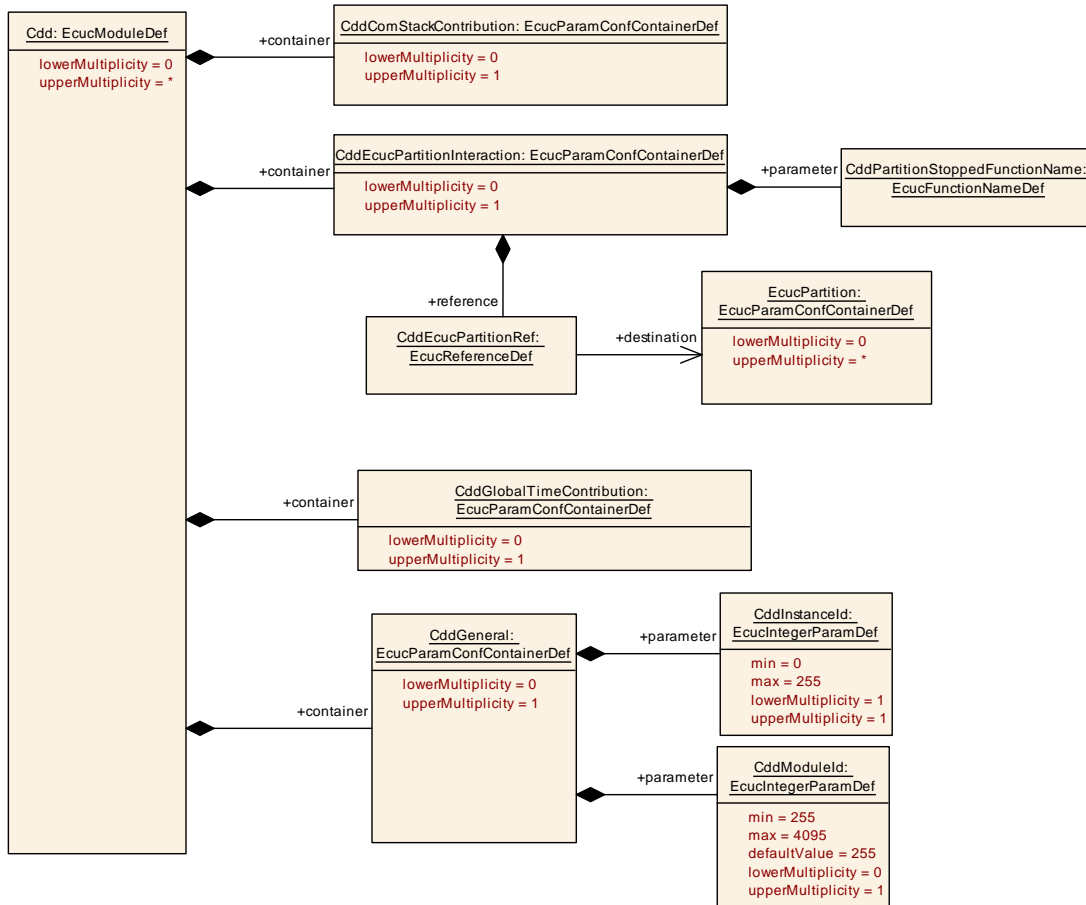 Cdd: EcucModuleDef
lowerMultiplicity = 0
upperMultiplicity = *
+container
CddComStackContribution: EcucParamConfContainerDef
lowerMultiplicity = 0
upperMultiplicity = 1
+container
CddEcucPartitionInteraction: EcucParamConfContainerDef
lowerMultiplicity = 0
upperMultiplicity = 1
+parameter
CddPartitionStoppedFunctionName:
EcucFunctionNameDef
+reference
CddEcucPartitionRef:
EcucReferenceDef
+destination
EcucPartition:
EcucParamConfContainerDef
lowerMultiplicity = 0
upperMultiplicity = *
+container
CddGlobalTimeContribution:
EcucParamConfContainerDef
lowerMultiplicity = 0
upperMultiplicity = 1
+container
CddGeneral:
EcucParamConfContainerDef
lowerMultiplicity = 0
upperMultiplicity = 1
+parameter
CddInstanceId:
EcucIntegerParamDef
min = 0
max = 255
lowerMultiplicity = 1
upperMultiplicity = 1
+parameter
CddModuleId:
EcucIntegerParamDef
min = 255
max = 4095
defaultValue = 255
lowerMultiplicity = 0
upperMultiplicity = 1